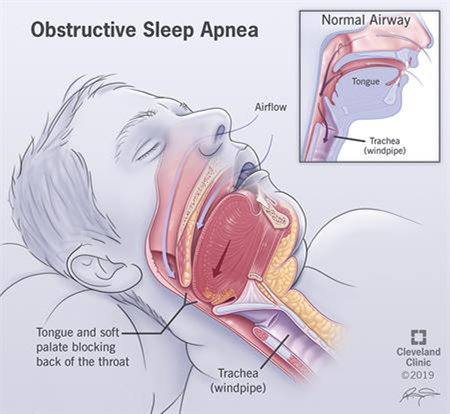 Obstructive Sleep Apnea
Normal Airway
Tongue
Trachea
(windpipe)
Airflow
Tongue and soft
palate blocking
back of the throat
Trachea
(windpipe)
Cleveland
Clinic
©2019